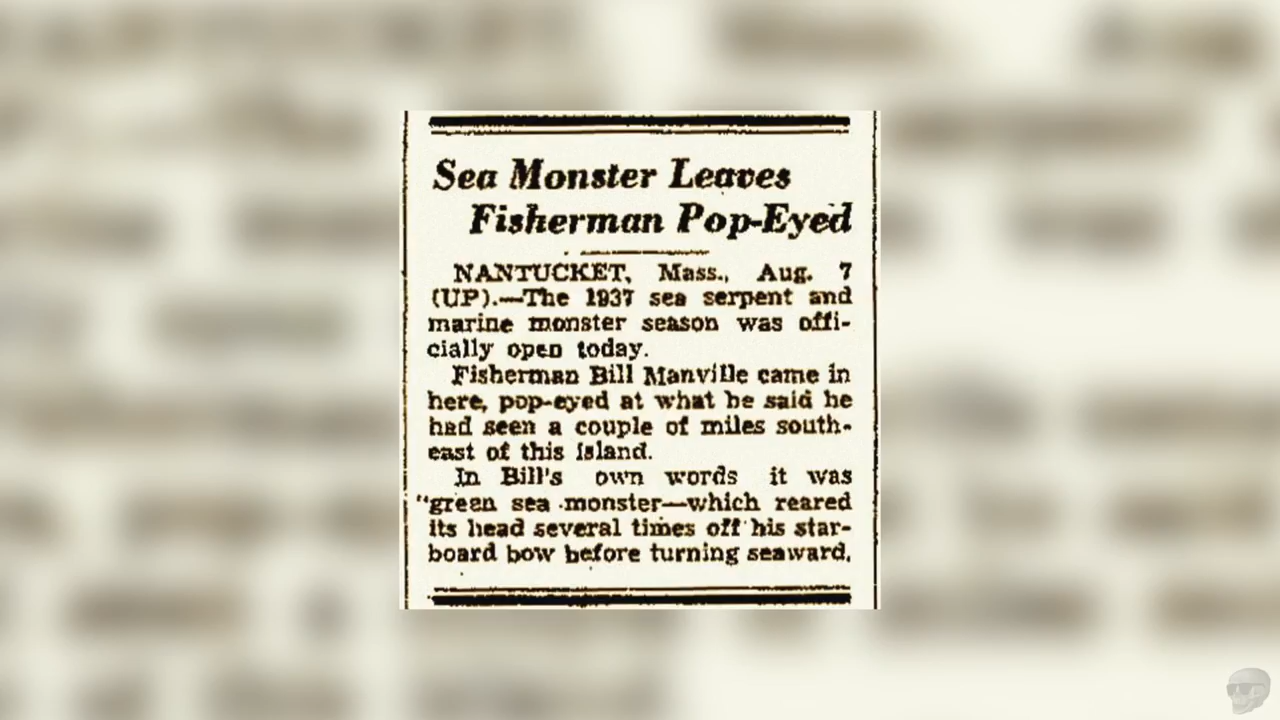 Sea Monster Leaves
Fisherman Pop-Eyed
NANTUCKET, Mass., Aug. 7
(UP).—The 1937 sea serpent and
marine monster season was offi-
cially open today.
Fisherman Bill Manville came in
here, pop-eyed at what he said he
had seen a couple of miles south-
east of this island.
In Bill's own words it was
"green sea monster—which reared
its head several times off his star-
board bow before turning seaward.